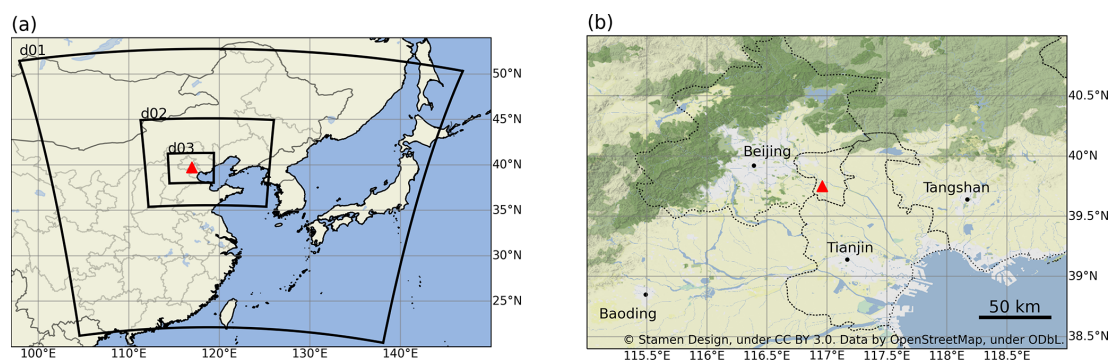 (a)
d01
d02
d03
50°N
45°N
40°N
35°N
30°N
25°N
100°E
110°E
120°E
130°E
140°E
(b)
Beijing
Tangshan
Tianjin
Baoding
50 km
© Stamen Design, under CC BY 3.0. Data by OpenStreetMap, under ODbL.
40.5°N
40°N
39.5°N
39°N
38.5°N
115.5°E
116°E
116.5°E
117°E
117.5°E
118°E
118.5°E